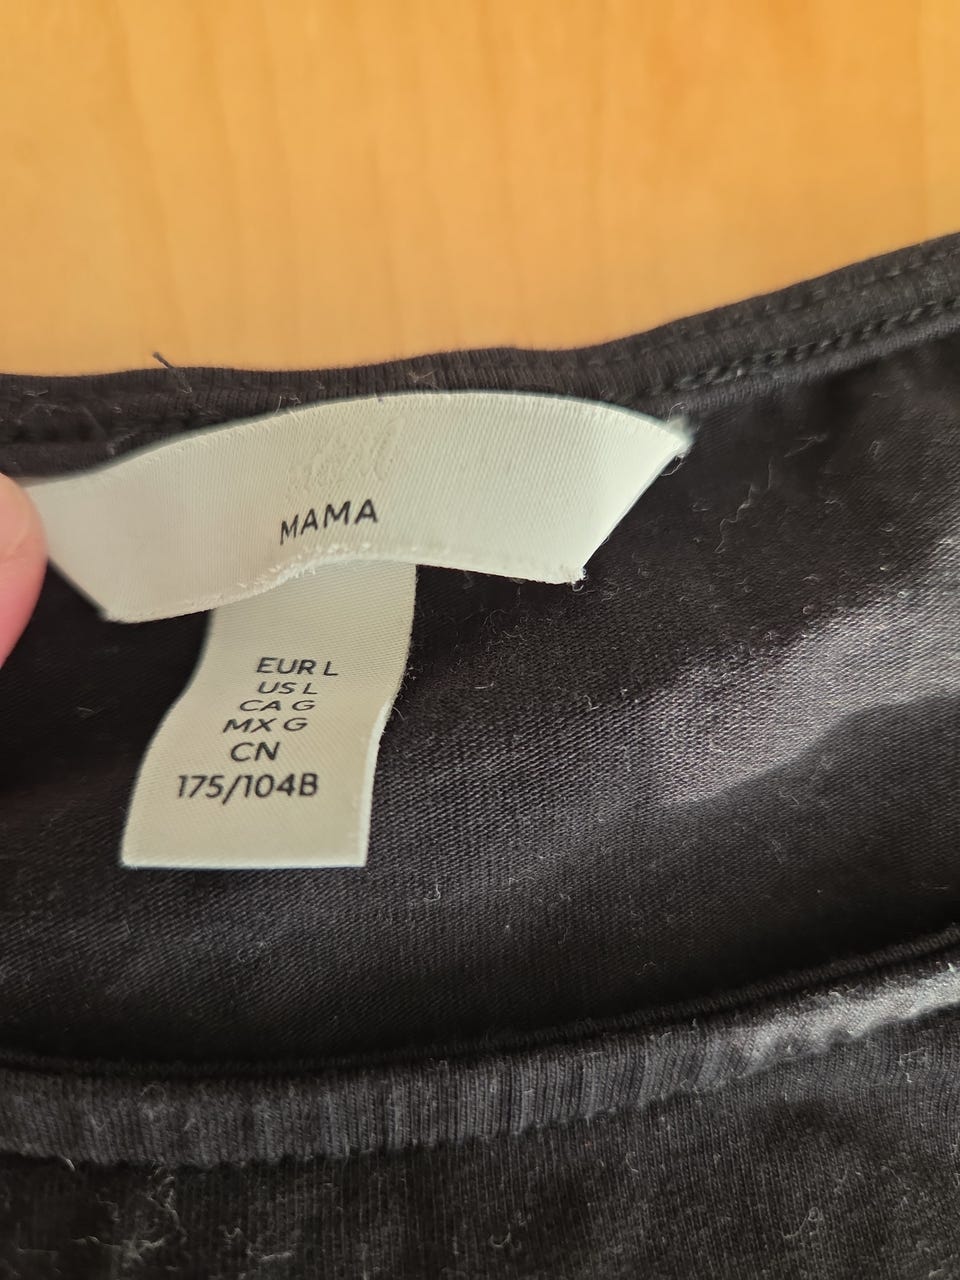 MAMA
EUR L
US L
CA G
MX G
CN
175/104B